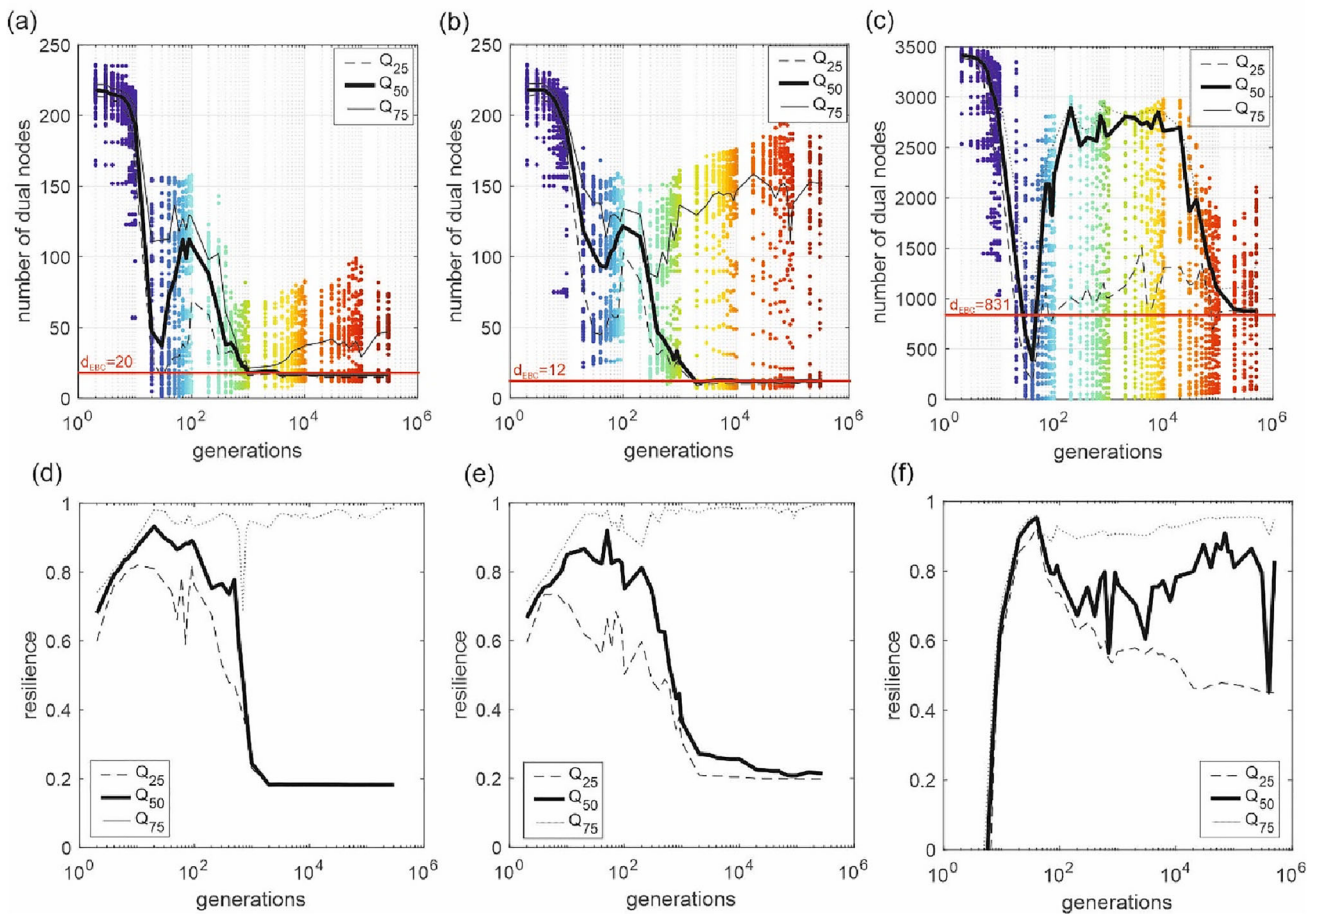 (a)
250
200
150
100
50
0
number of dual nodes
Q25
Q50
Q75
dEBC=20
10^0
10^2
10^4
10^6
generations
(b)
250
200
150
100
50
0
number of dual nodes
Q25
Q50
Q75
dEBC=12
10^0
10^2
10^4
10^6
generations
(c)
3500
3000
2500
2000
1500
1000
500
0
number of dual nodes
Q25
Q50
Q75
dEBC=831
10^0
10^2
10^4
10^6
generations
(d)
1
0.8
0.6
0.4
0.2
0
resilience
Q25
Q50
Q75
10^0
10^2
10^4
10^6
generations
(e)
1
0.8
0.6
0.4
0.2
0
resilience
Q25
Q50
Q75
10^0
10^2
10^4
10^6
generations
(f)
1
0.8
0.6
0.4
0.2
0
resilience
Q25
Q50
Q75
10^0
10^2
10^4
10^6
generations